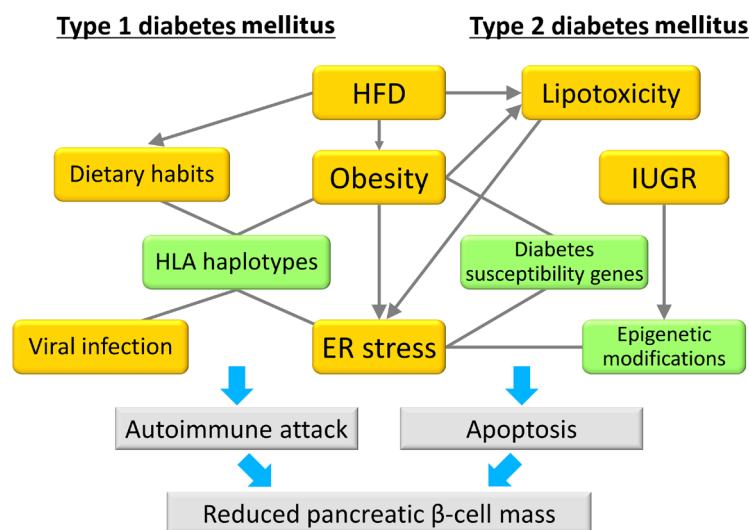 Type 1 diabetes mellitus
Type 2 diabetes mellitus
HFD
Lipotoxicity
Dietary habits
Obesity
IUGR
HLA haplotypes
Diabetes
susceptibility genes
Viral infection
ER stress
Epigenetic
modifications
Autoimmune attack
Apoptosis
Reduced pancreatic β-cell mass